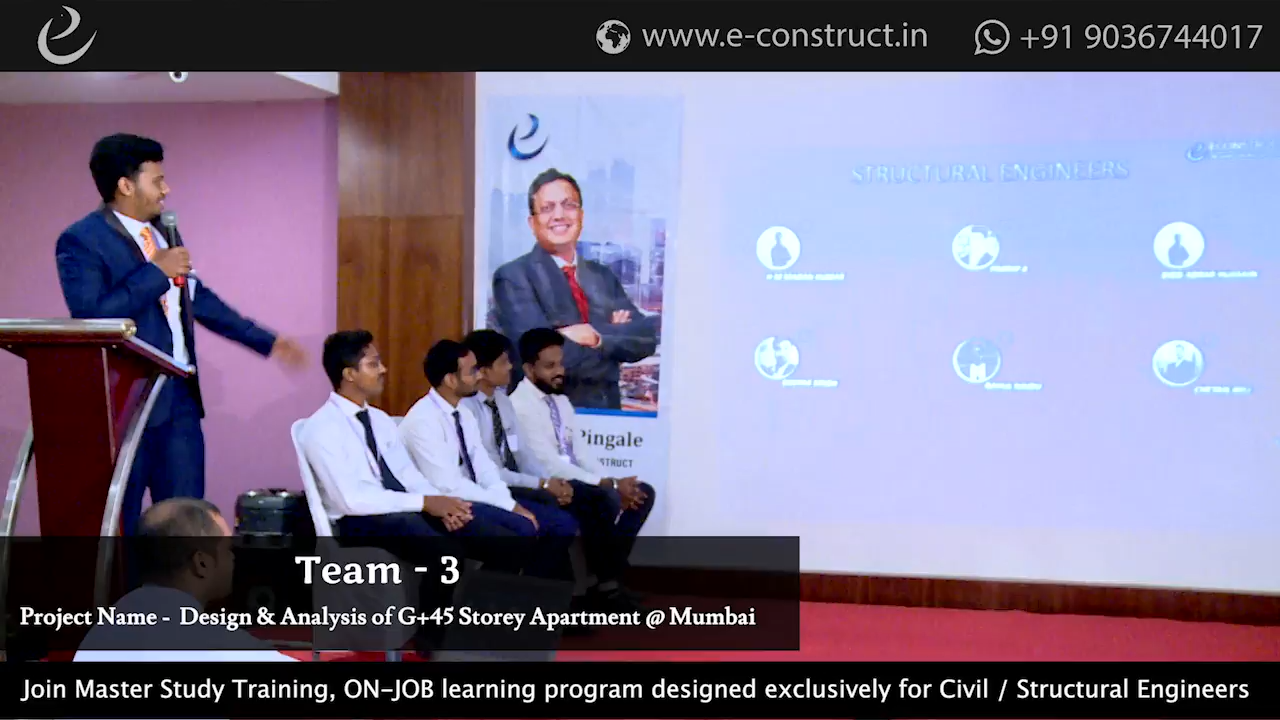 www.e-construct.in
+91 9036744017
STRUCTURAL ENGINEERS
Pingale
Team - 3
Project Name - Design & Analysis of G+45 Storey Apartment @ Mumbai
Join Master Study Training, ON-JOB learning program designed exclusively for Civil / Structural Engineers